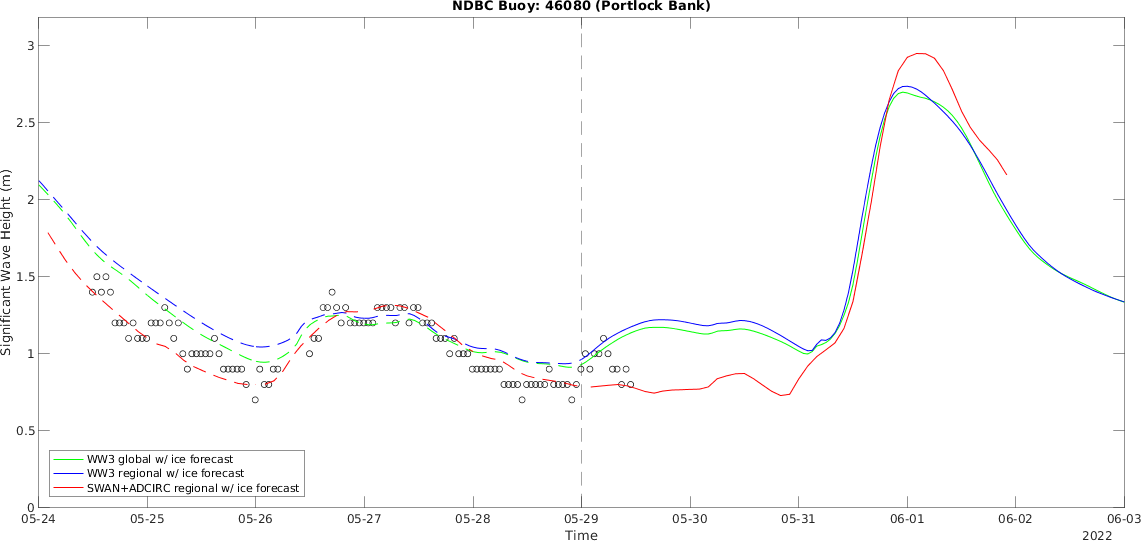 NDBC Buoy: 46080 (Portlock Bank)
Significant Wave Height (m)
3
2.5
2
1.5
1
0.5
0
WW3 global w/ ice forecast
WW3 regional w/ ice forecast
SWAN+ADCIRC regional w/ ice forecast
05-24 05-25 05-26 05-27 05-28 05-29 05-30 05-31 06-01 06-02 06-03
Time
2022